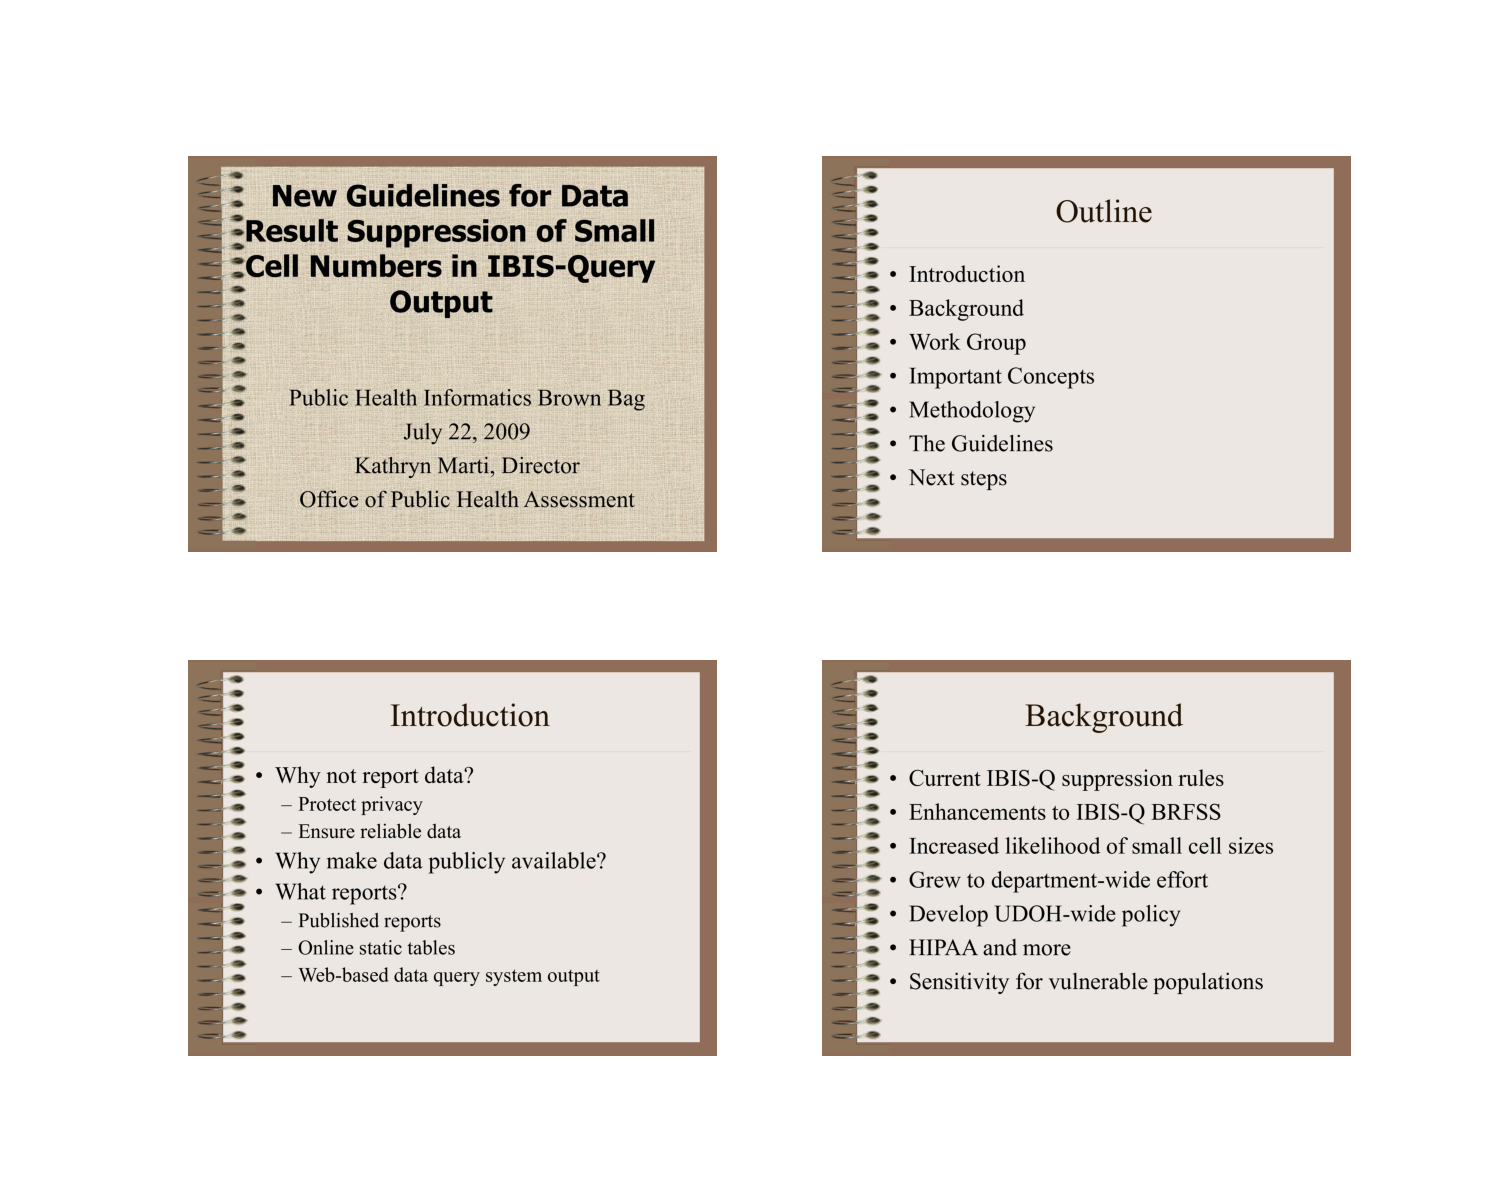 New Guidelines for Data
Result Suppression of Small
Cell Numbers in IBIS-Query
Output
Public Health Informatics Brown Bag
July 22, 2009
Kathryn Marti, Director
Office of Public Health Assessment
Outline
• Introduction
• Background
• Work Group
• Important Concepts
• Methodology
• The Guidelines
• Next steps
Introduction
• Why not report data?
– Protect privacy
– Ensure reliable data
• Why make data publicly available?
• What reports?
– Published reports
– Online static tables
– Web-based data query system output
Background
• Current IBIS-Q suppression rules
• Enhancements to IBIS-Q BRFSS
• Increased likelihood of small cell sizes
• Grew to department-wide effort
• Develop UDOH-wide policy
• HIPAA and more
• Sensitivity for vulnerable populations